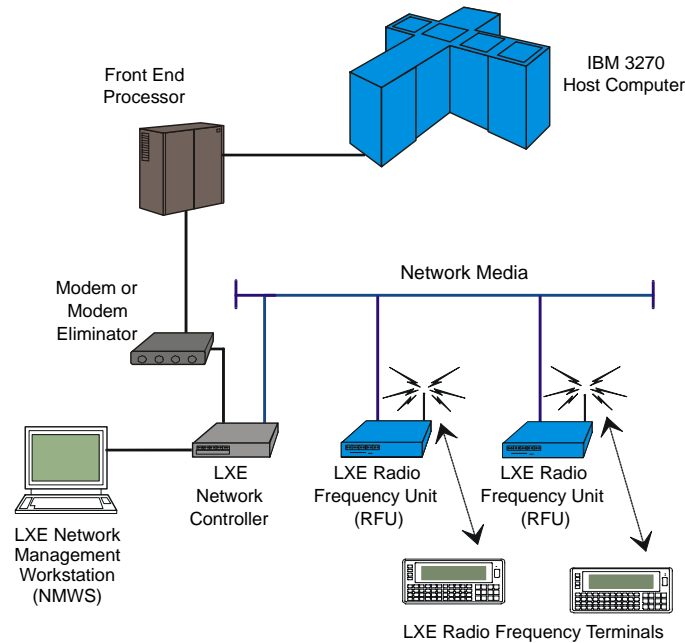 Front End
Processor
IBM 3270
Host Computer
Modem or
Modem
Eliminator
Network Media
LXE
Network
Controller
LXE Radio
Frequency Unit
(RFU)
LXE Radio
Frequency Unit
(RFU)
LXE Network
Management
Workstation
(NMWS)
LXE Radio Frequency Terminals